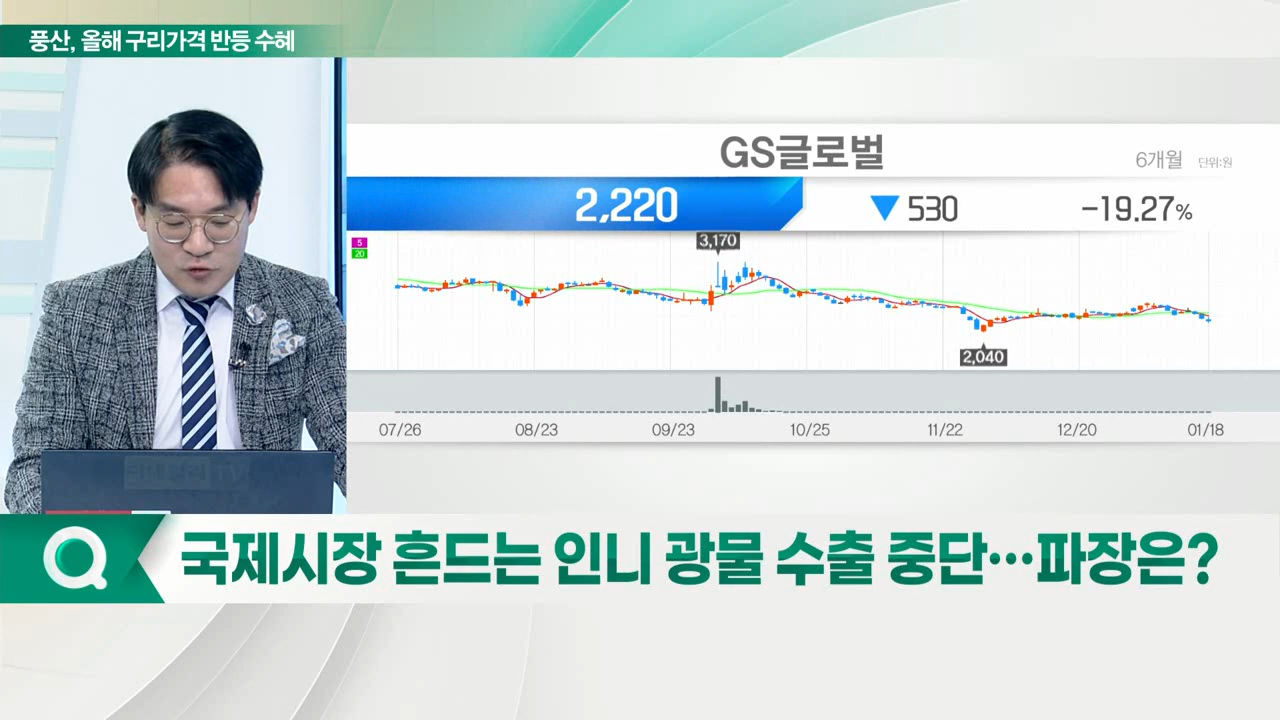 풍산, 올해 구리가격 반등 수혜
GS글로벌
6개월 단위:원
2,220 ▼ 530 -19.27%
5
20
3,170
2,040
07/26 08/23 09/23 10/25 11/22 12/20 01/18
국제시장 흔드는 인니 광물 수출 중단…파장은?